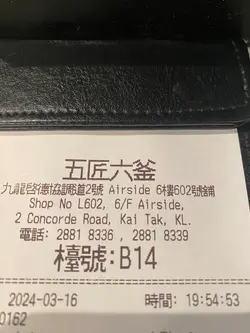 五匠六釜
九龍啓德協調道2號 Airside 6樓602號舖
Shop No L602, 6/F Airside,
2 Concorde Road, Kai Tak, KL.
電話: 2881 8336 , 2881 8339
檯號:B14
2024-03-16 時間: 19:54:53
0162